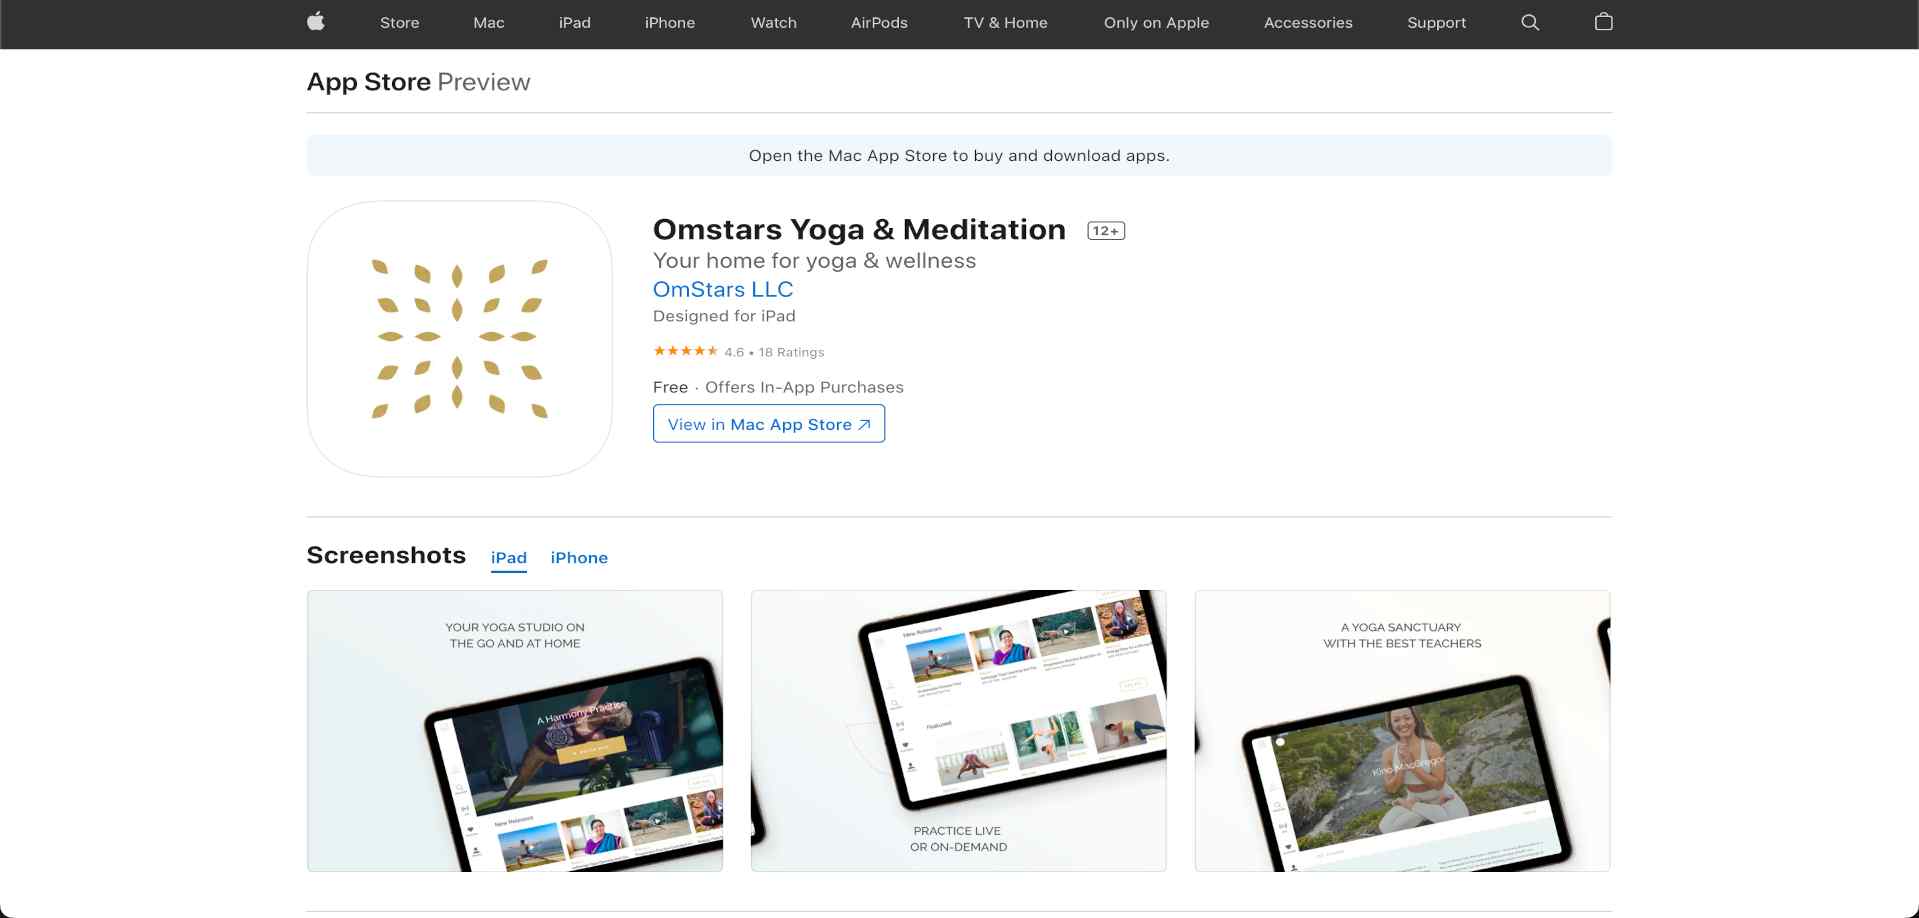 Store
Mac
iPad
iPhone
Watch
AirPods
TV & Home
Only on Apple
Accessories
Support
App Store Preview
Open the Mac App Store to buy and download apps.
Omstars Yoga & Meditation 12+
Your home for yoga & wellness
OmStars LLC
Designed for iPad
4.6 • 18 Ratings
Free · Offers In-App Purchases
View in Mac App Store
Screenshots iPad iPhone
YOUR YOGA STUDIO ON
THE GO AND AT HOME
A Harmony Practice
New Releases
New Releases
Featured
PRACTICE LIVE
OR ON-DEMAND
A YOGA SANCTUARY
WITH THE BEST TEACHERS
Kino MacGregor